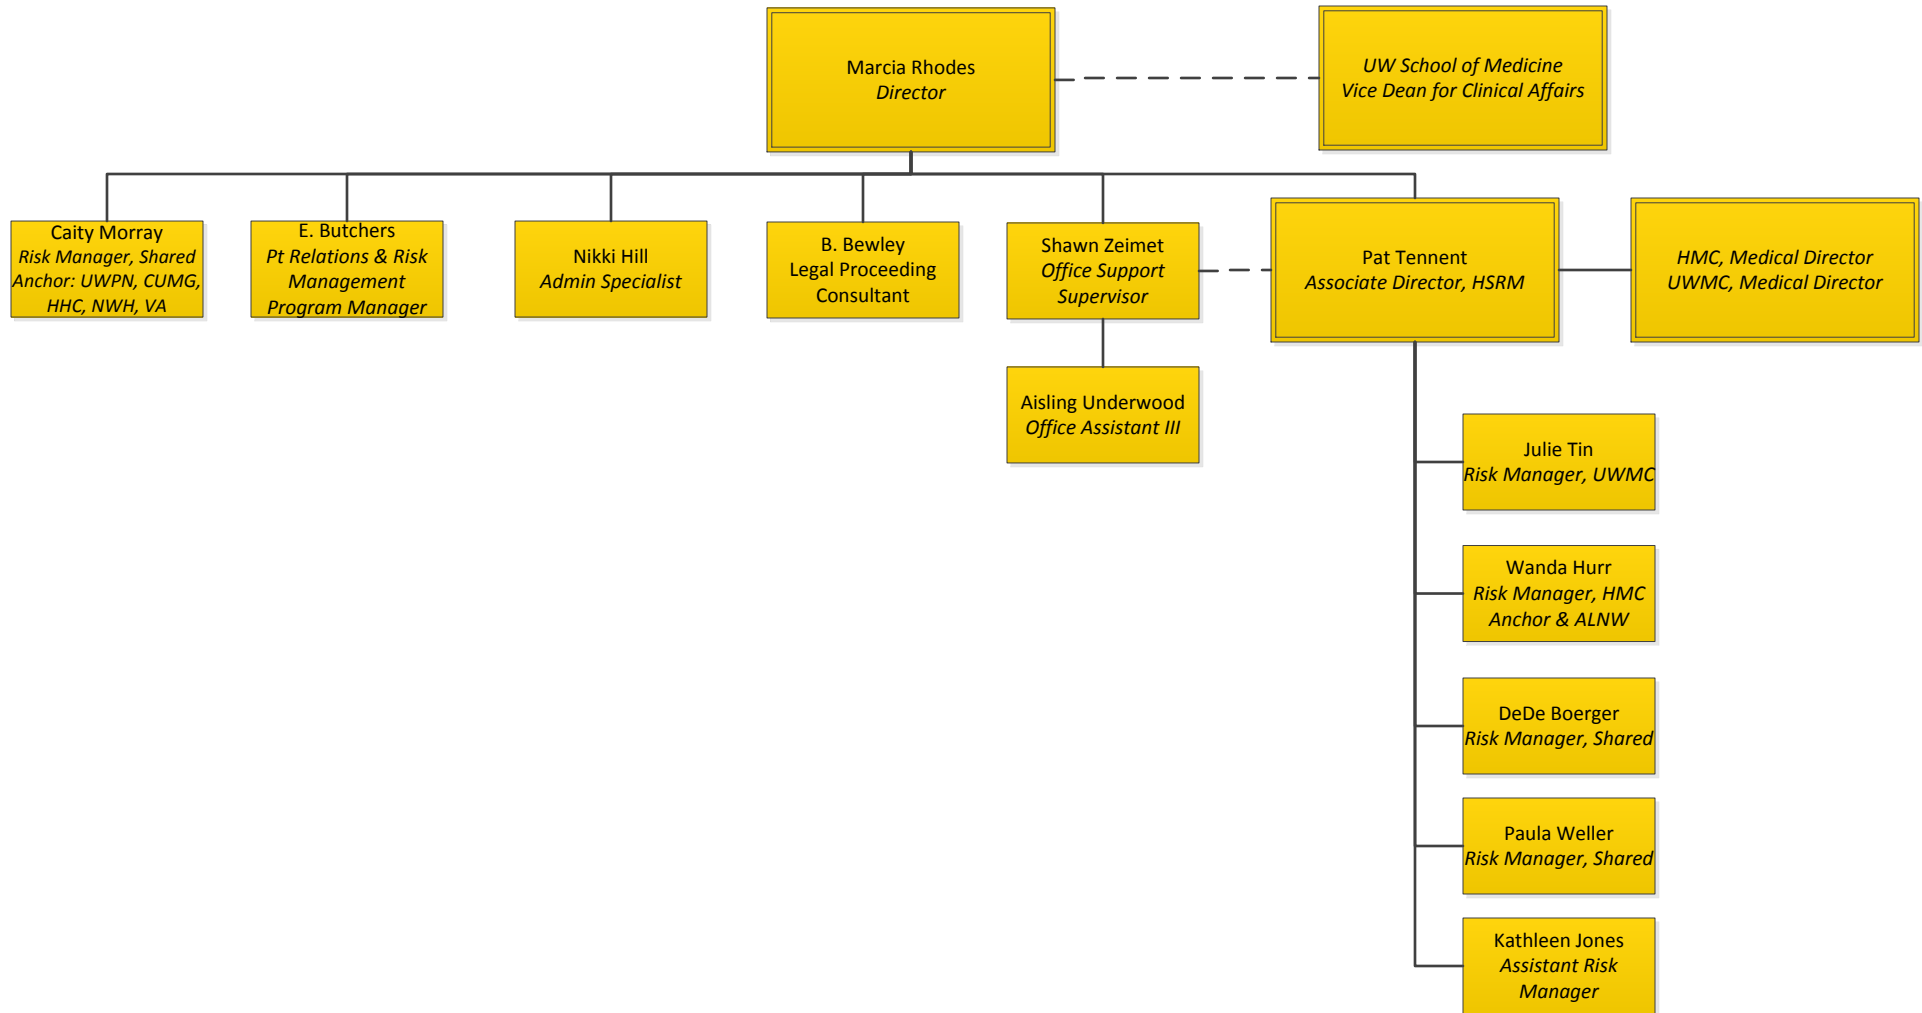 Marcia Rhodes
Director
UW School of Medicine
Vice Dean for Clinical Affairs
Caity Morray
Risk Manager, Shared
Anchor: UWPN, CUMG,
HHC, NWH, VA
E. Butchers
Pt Relations & Risk
Management
Program Manager
Nikki Hill
Admin Specialist
B. Bewley
Legal Proceeding
Consultant
Shawn Zeimet
Office Support
Supervisor
Pat Tennent
Associate Director, HSRM
HMC, Medical Director
UWMC, Medical Director
Aisling Underwood
Office Assistant III
Julie Tin
Risk Manager, UWMC
Wanda Hurr
Risk Manager, HMC
Anchor & ALNW
DeDe Boerger
Risk Manager, Shared
Paula Weller
Risk Manager, Shared
Kathleen Jones
Assistant Risk
Manager